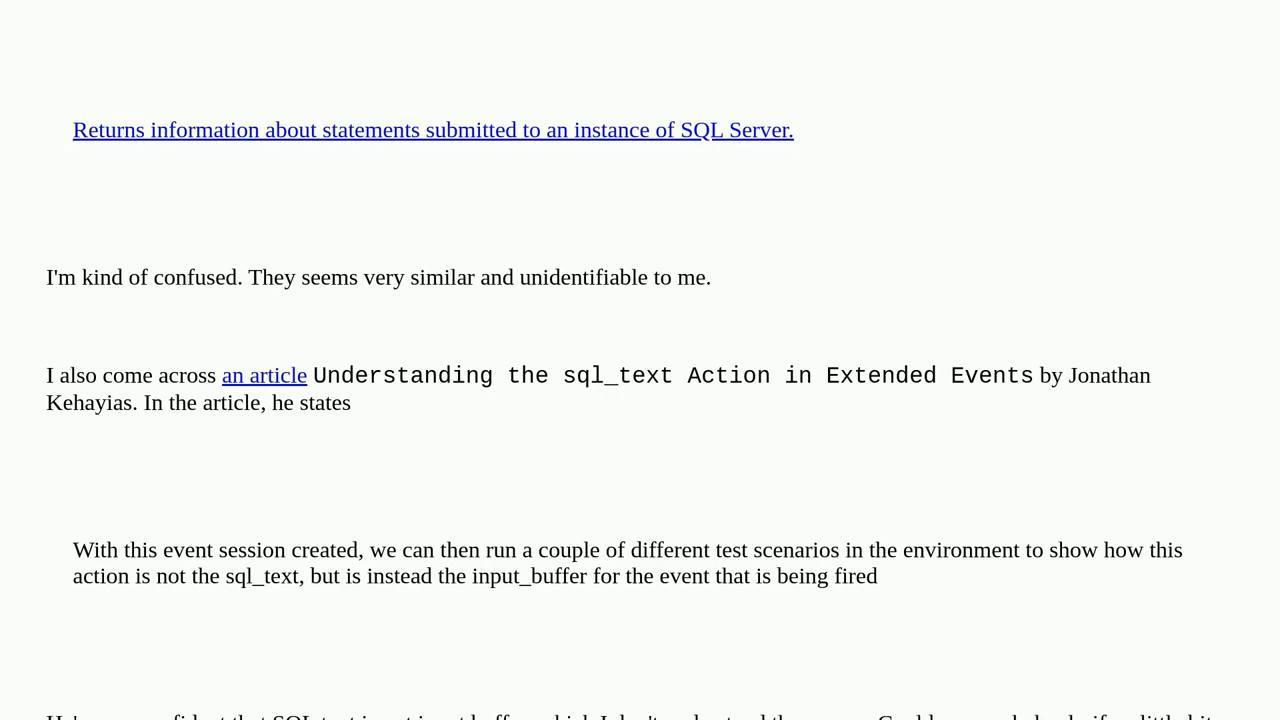 Returns information about statements submitted to an instance of SQL Server.
I'm kind of confused. They seems very similar and unidentifiable to me.
I also come across an article Understanding the sql_text Action in Extended Events by Jonathan
Kehayias. In the article, he states
With this event session created, we can then run a couple of different test scenarios in the environment to show how this
action is not the sql_text, but is instead the input_buffer for the event that is being fired